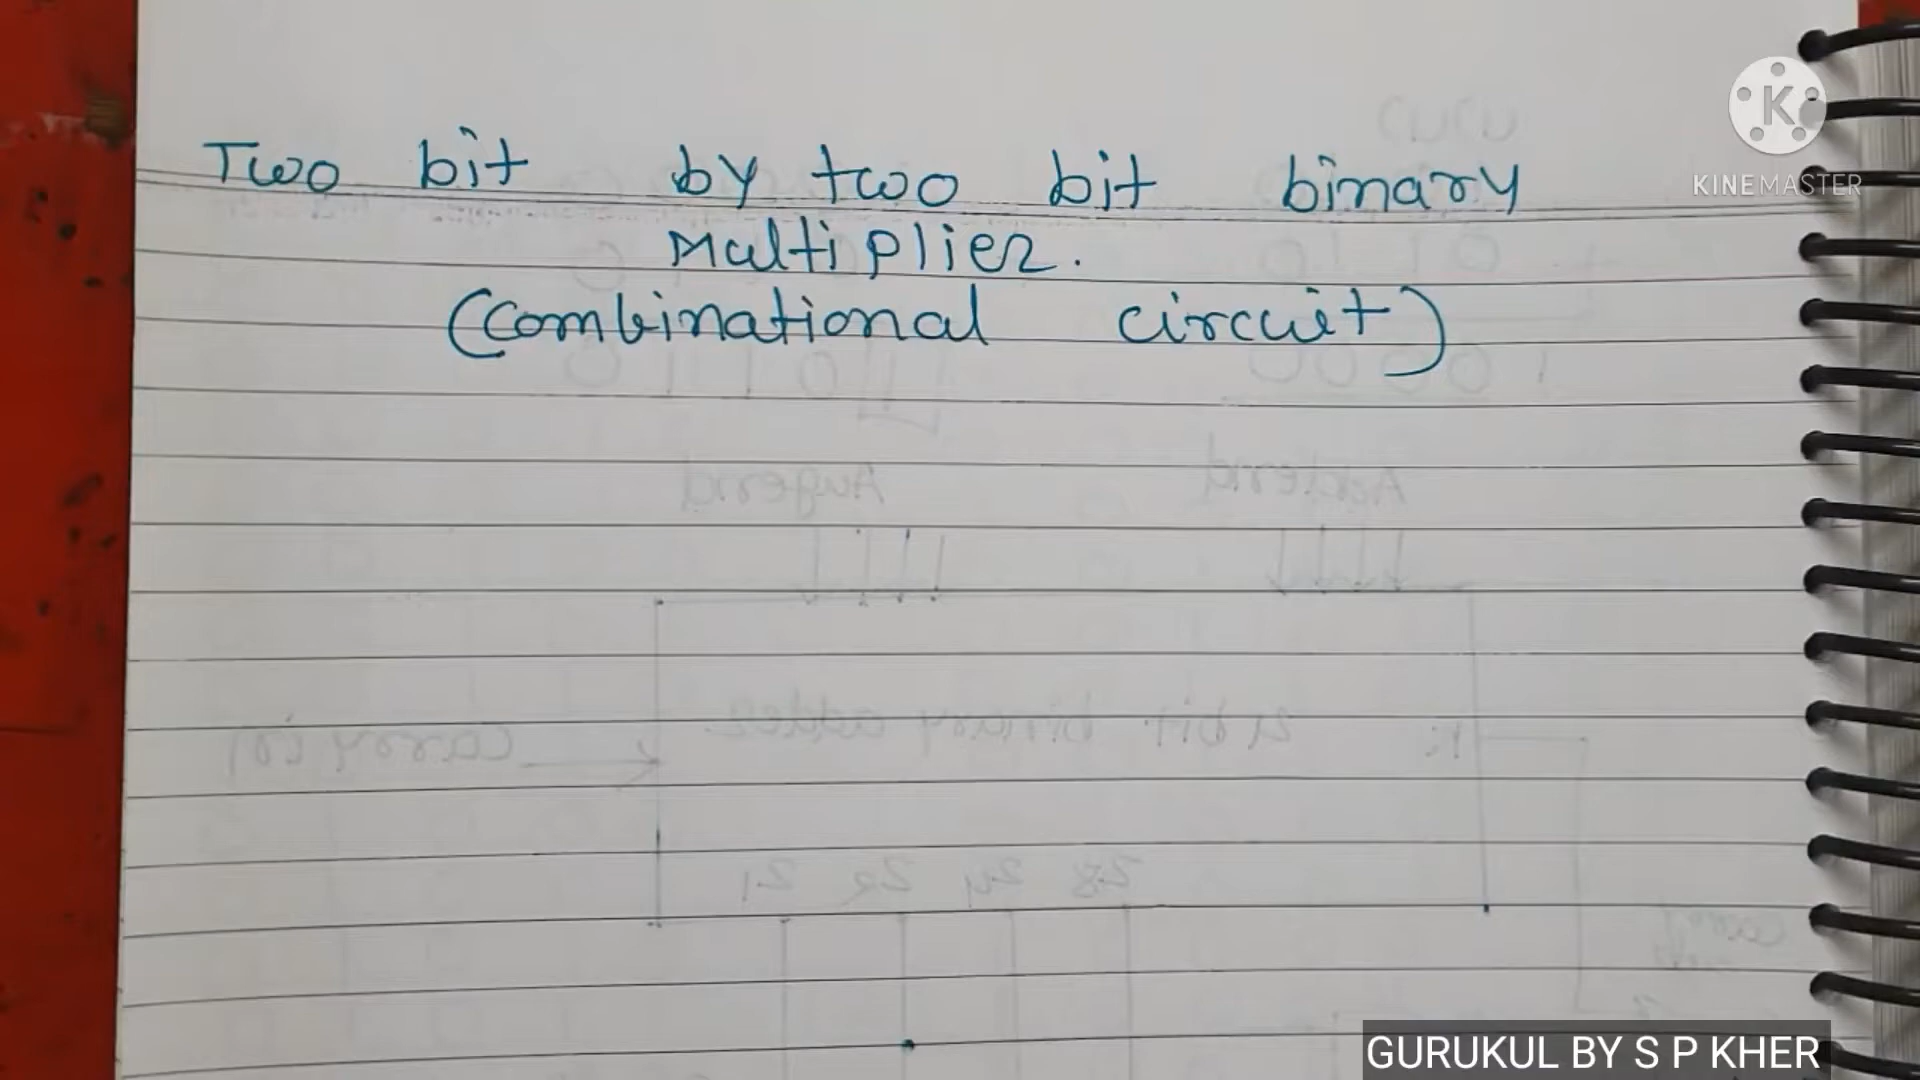 Two bit by two bit binary
Multiplier.
(Combinational circuit)
KINEMASTER
GURUKUL BY S P KHER